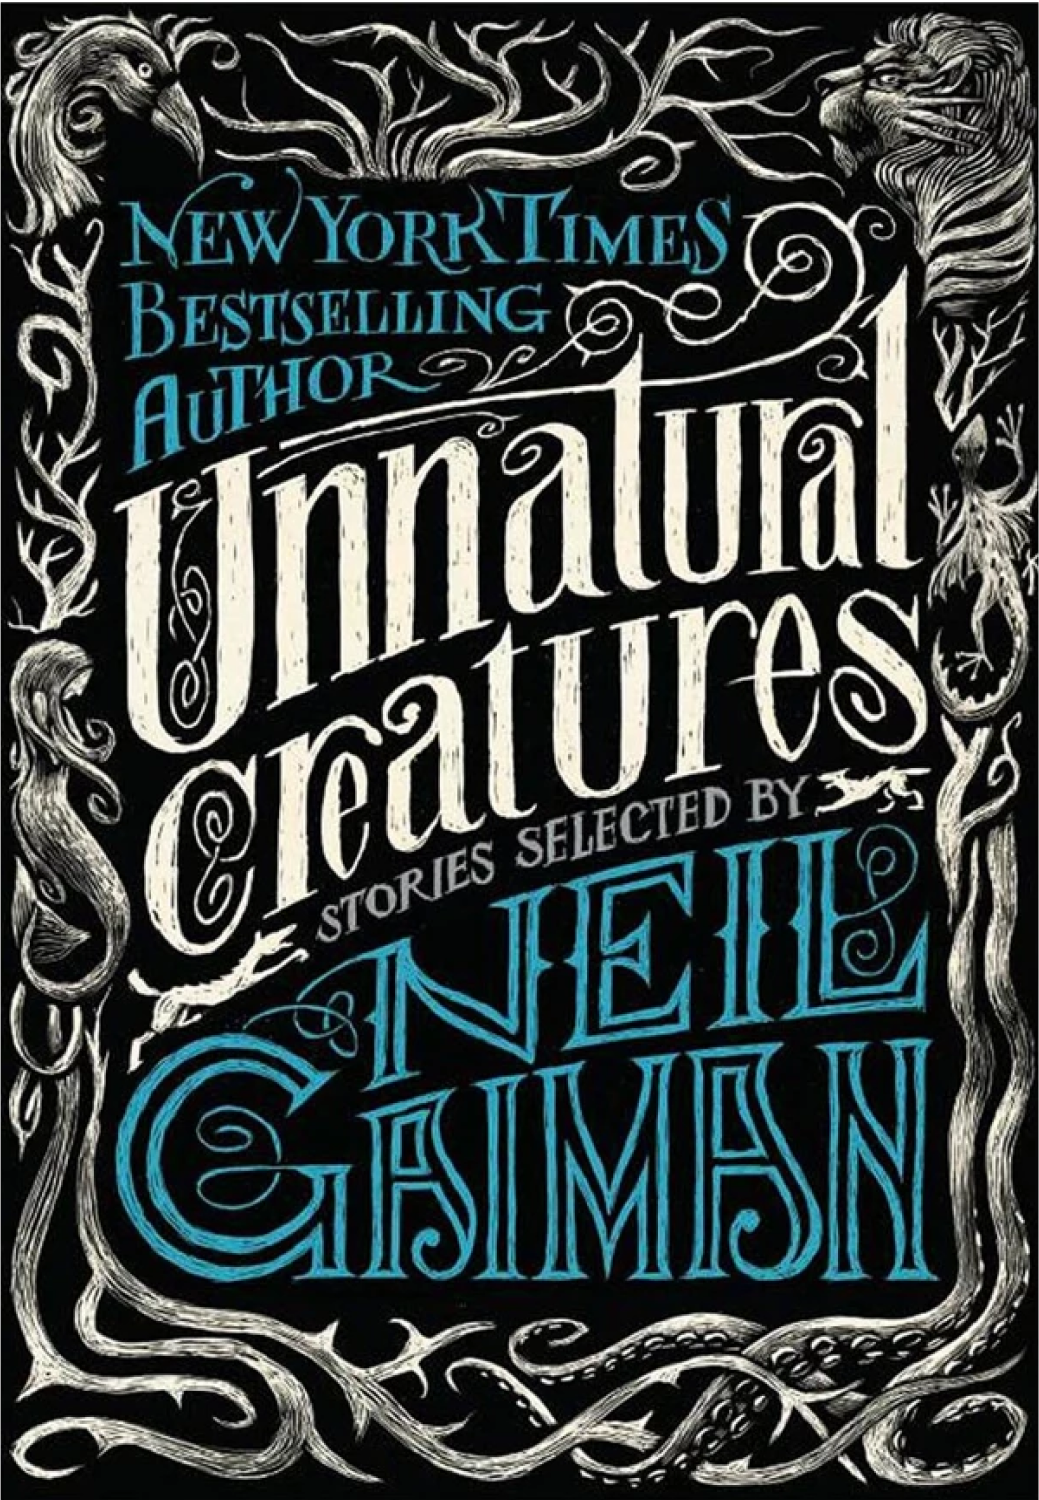 New York Times
Bestselling
Author
Unnatural
Creatures
STORIES SELECTED BY
NEIL
GAIMAN